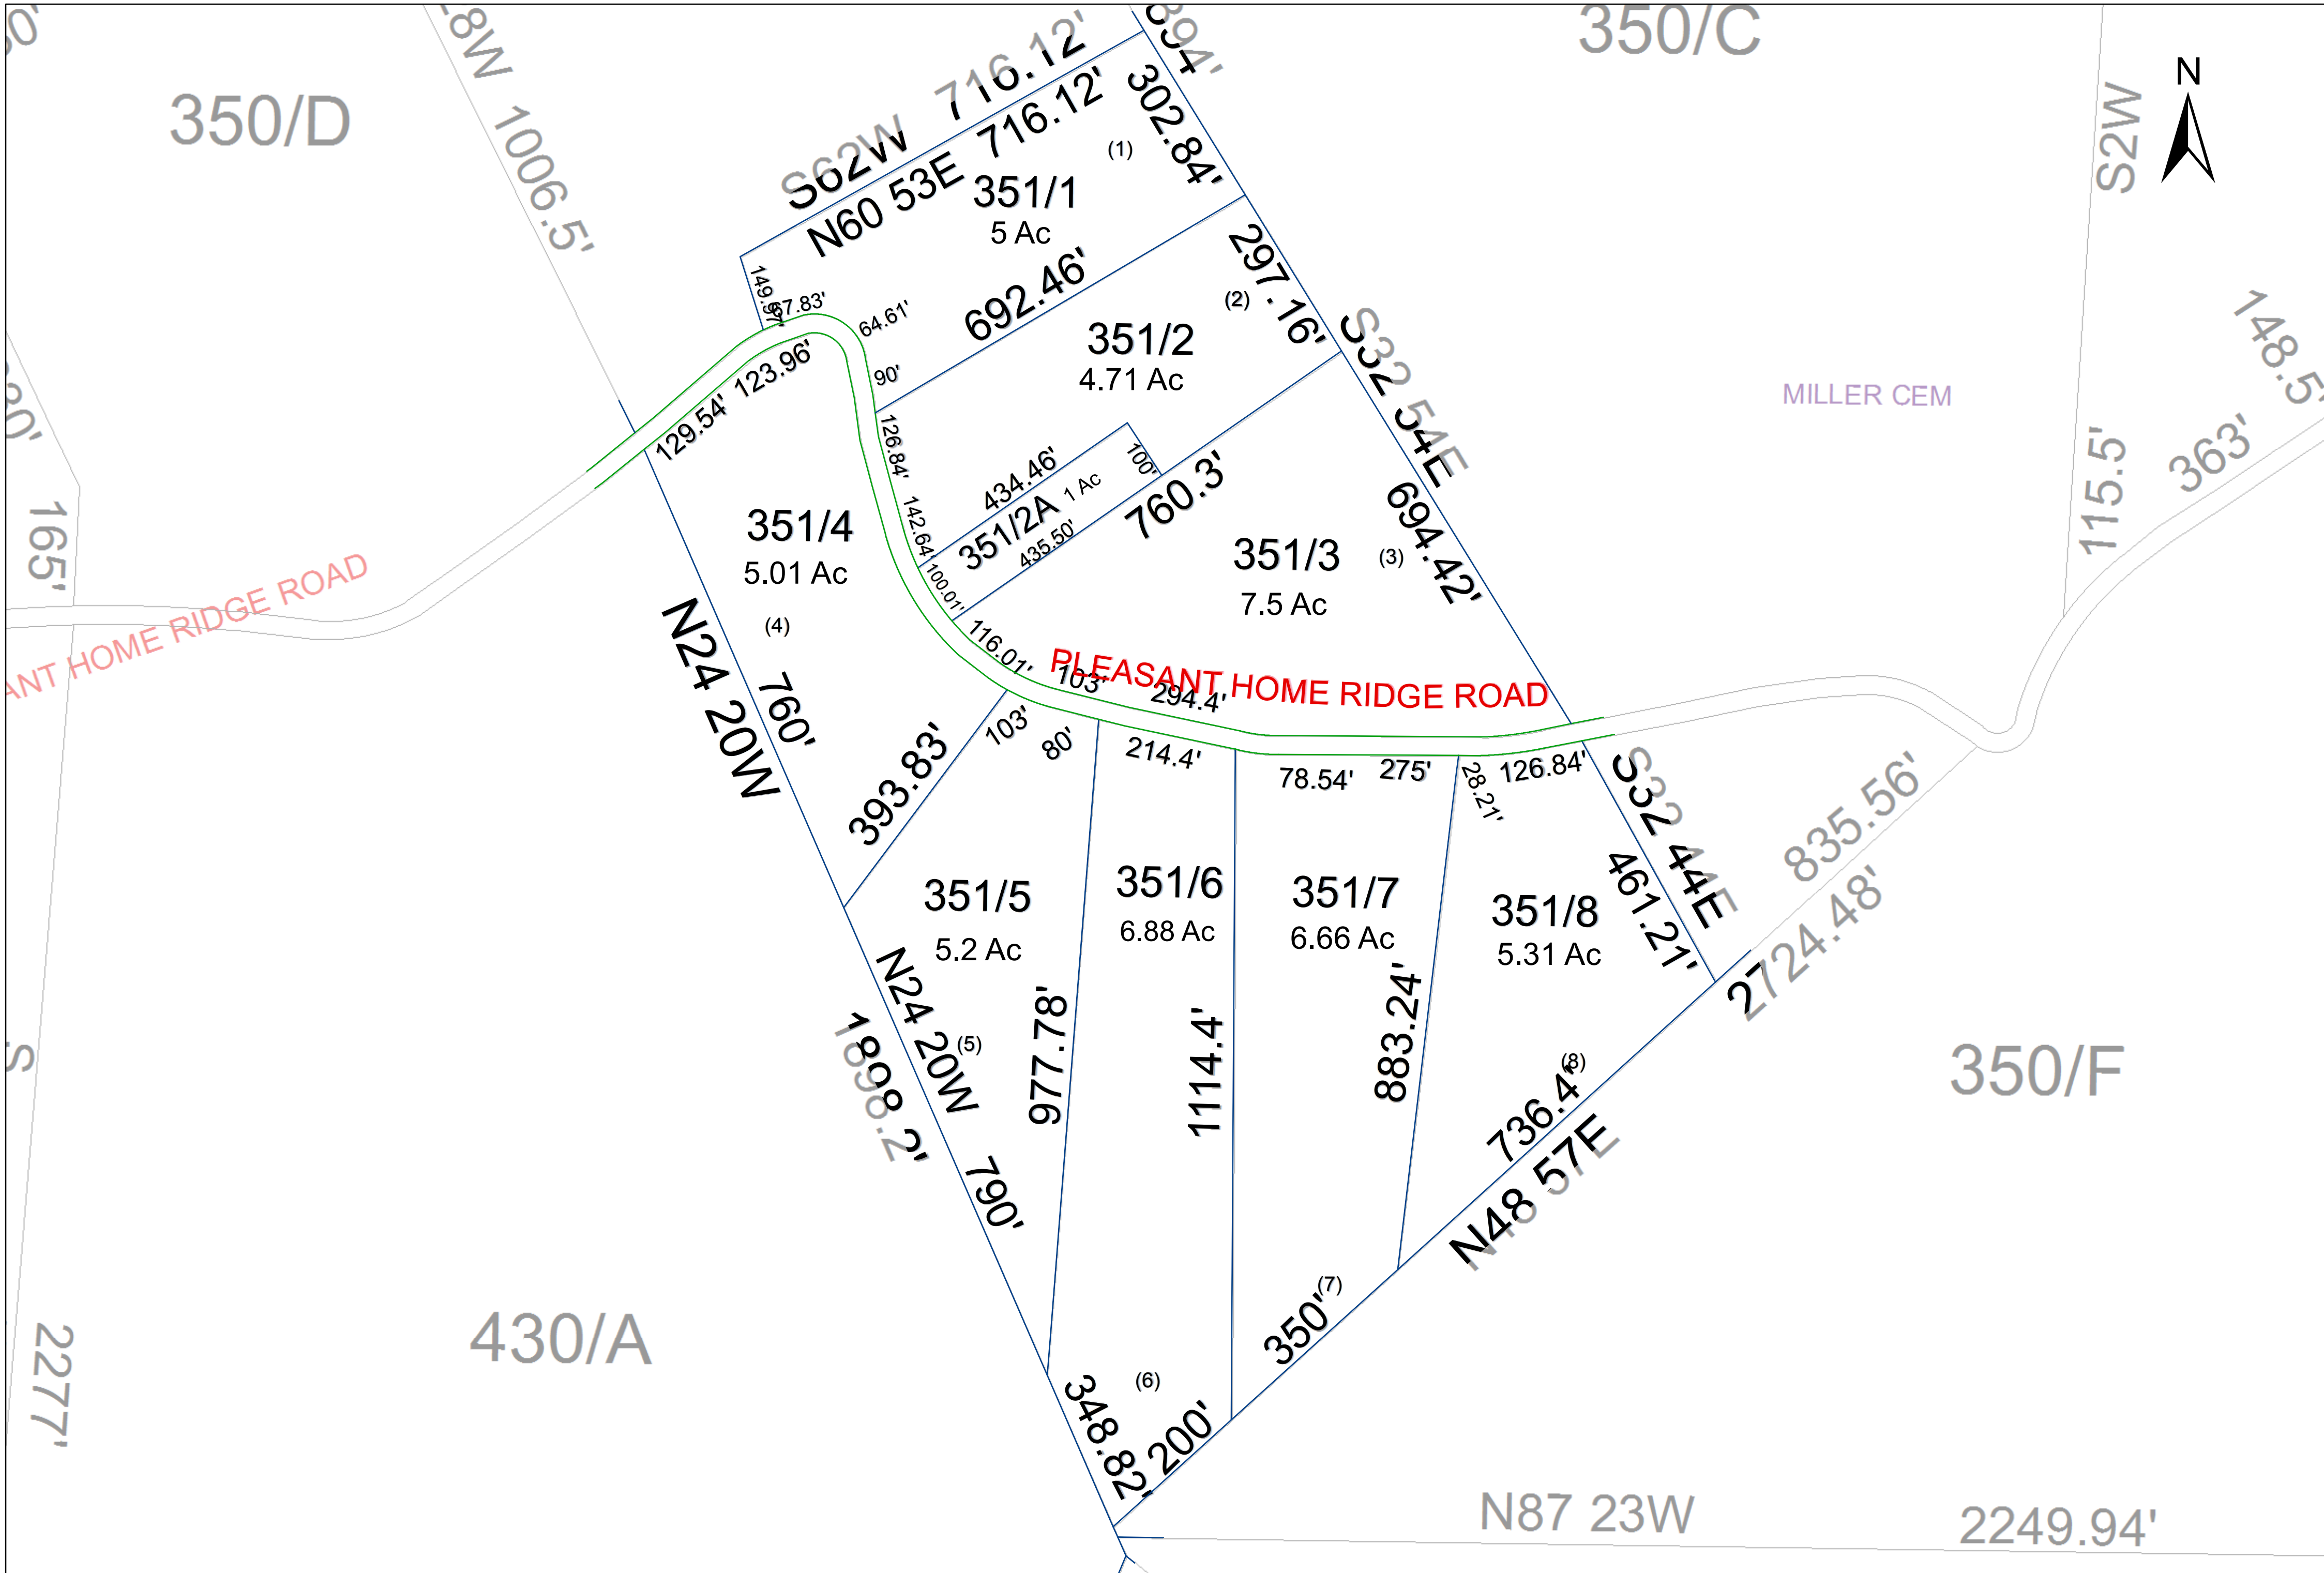 350/C
350/D
N
1006.5'
S62W 716.12'
N60 53E 716.12'
302.84'
(1)
351/1
5 Ac
S2W
149.97'
67.83'
64.61'
692.46'
297.16'
(2)
351/2
4.71 Ac
90'
123.96'
129.54'
126.84'
142.64'
434.46'
100'
351/2A 1 Ac
435.50'
100.01'
760.3'
S32 54E
694.42'
MILLER CEM
148.5'
363'
115.5'
165'
351/4
5.01 Ac
(4)
351/3
(3)
7.5 Ac
ANT HOME RIDGE ROAD
PLEASANT HOME RIDGE ROAD
116.01'
103'
294.4'
N24 20W
760'
393.83'
103'
80'
214.4'
78.54'
275'
28.21'
126.84'
S32 44E
461.21'
835.56'
2724.48'
351/5
5.2 Ac
351/6
6.88 Ac
351/7
6.66 Ac
351/8
5.31 Ac
N24 20W
790'
(5)
977.78'
1114.4'
883.24'
736.4'
(8)
N48 57E
350/F
430/A
2277'
350'
(7)
(6)
348.82'
200'
N87 23W
2249.94'